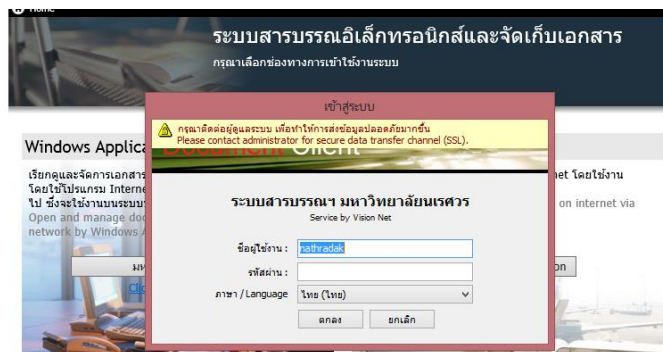 Home
ระบบสารบรรณอิเล็กทรอนิกส์และจัดเก็บเอกสาร
กรุณาเลือกช่องทางการเข้าใช้งานระบบ
เข้าสู่ระบบ
กรุณาติดต่อผู้ดูแลระบบ เพื่อทำให้การส่งข้อมูลปลอดภัยมากขึ้น
Please contact administrator for secure data transfer channel (SSL).
Document Client
Windows Applica
เรียกดูและจัดการเอกสาร
โดยใช้โปรแกรม Interne
ไป ซึ่งจะใช้งานบนระบบ
Open and manage doc
network by Windows A
net โดยใช้งาน
on internet via
ระบบสารบรรณฯ มหาวิทยาลัยนเรศวร
Service by Vision Net
ชื่อผู้ใช้งาน : nathradak
รหัสผ่าน :
ภาษา / Language ไทย (ไทย)
ตกลง ยกเลิก
มห
Clic
on